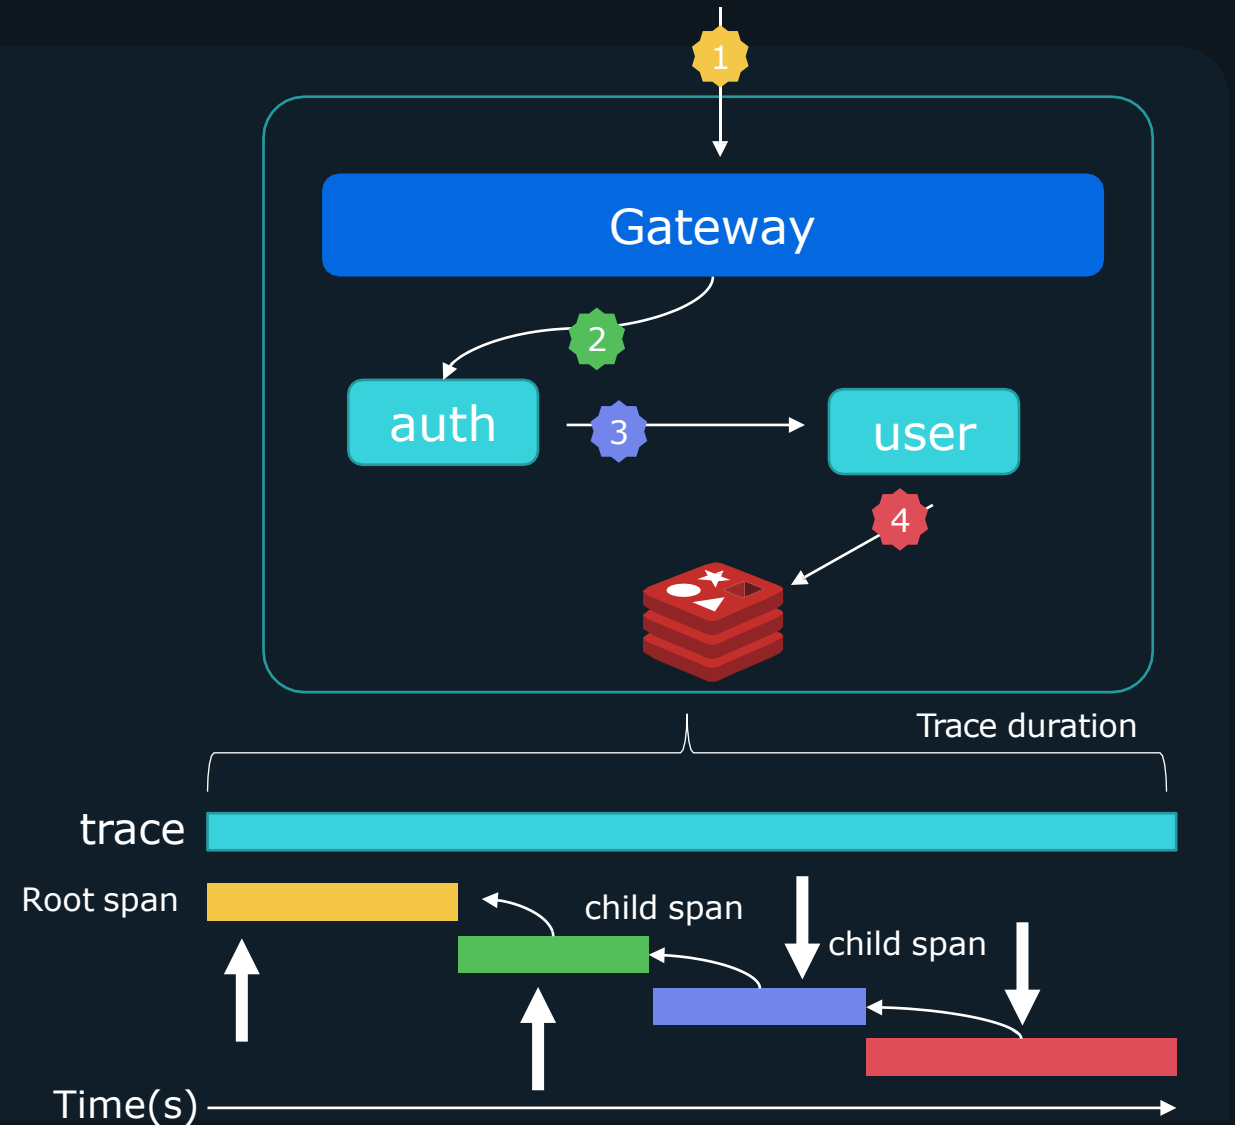 1
Gateway
2
auth
3
user
4
Trace duration
trace
Root span
child span
child span
Time(s)